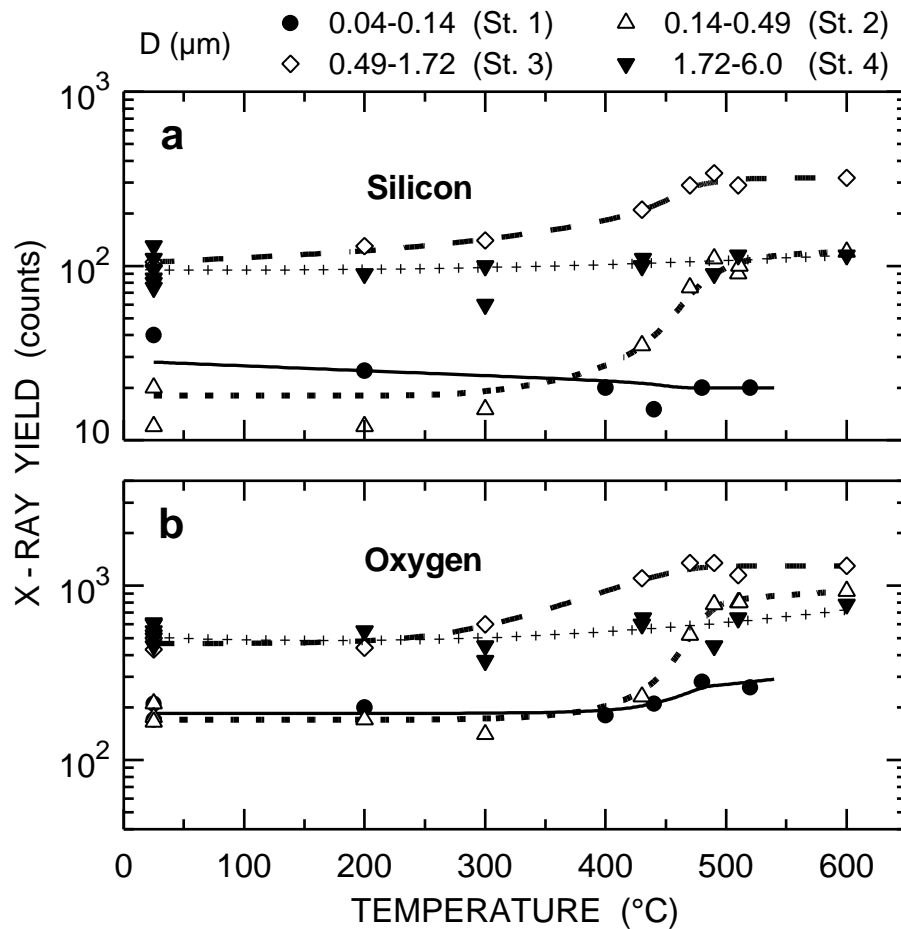 D (μm) ● 0.04-0.14 (St. 1) △ 0.14-0.49 (St. 2)
◇ 0.49-1.72 (St. 3) ▼ 1.72-6.0 (St. 4)
10³
a
Silicon
10²
10
X - RAY YIELD (counts)
b
Oxygen
10³
10²
0 100 200 300 400 500 600
TEMPERATURE (°C)